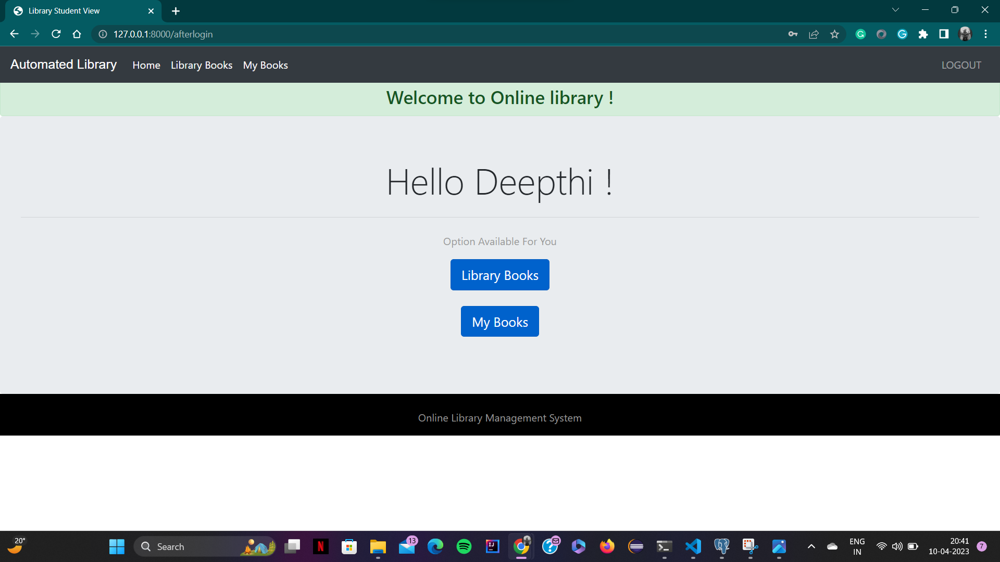 Library Student View
127.0.0.1:8000/afterlogin
Automated Library Home Library Books My Books LOGOUT
Welcome to Online library !
Hello Deepthi !
Option Available For You
Library Books
My Books
Online Library Management System
20°
Search
13
ENG
IN
20:41
10-04-2023
7